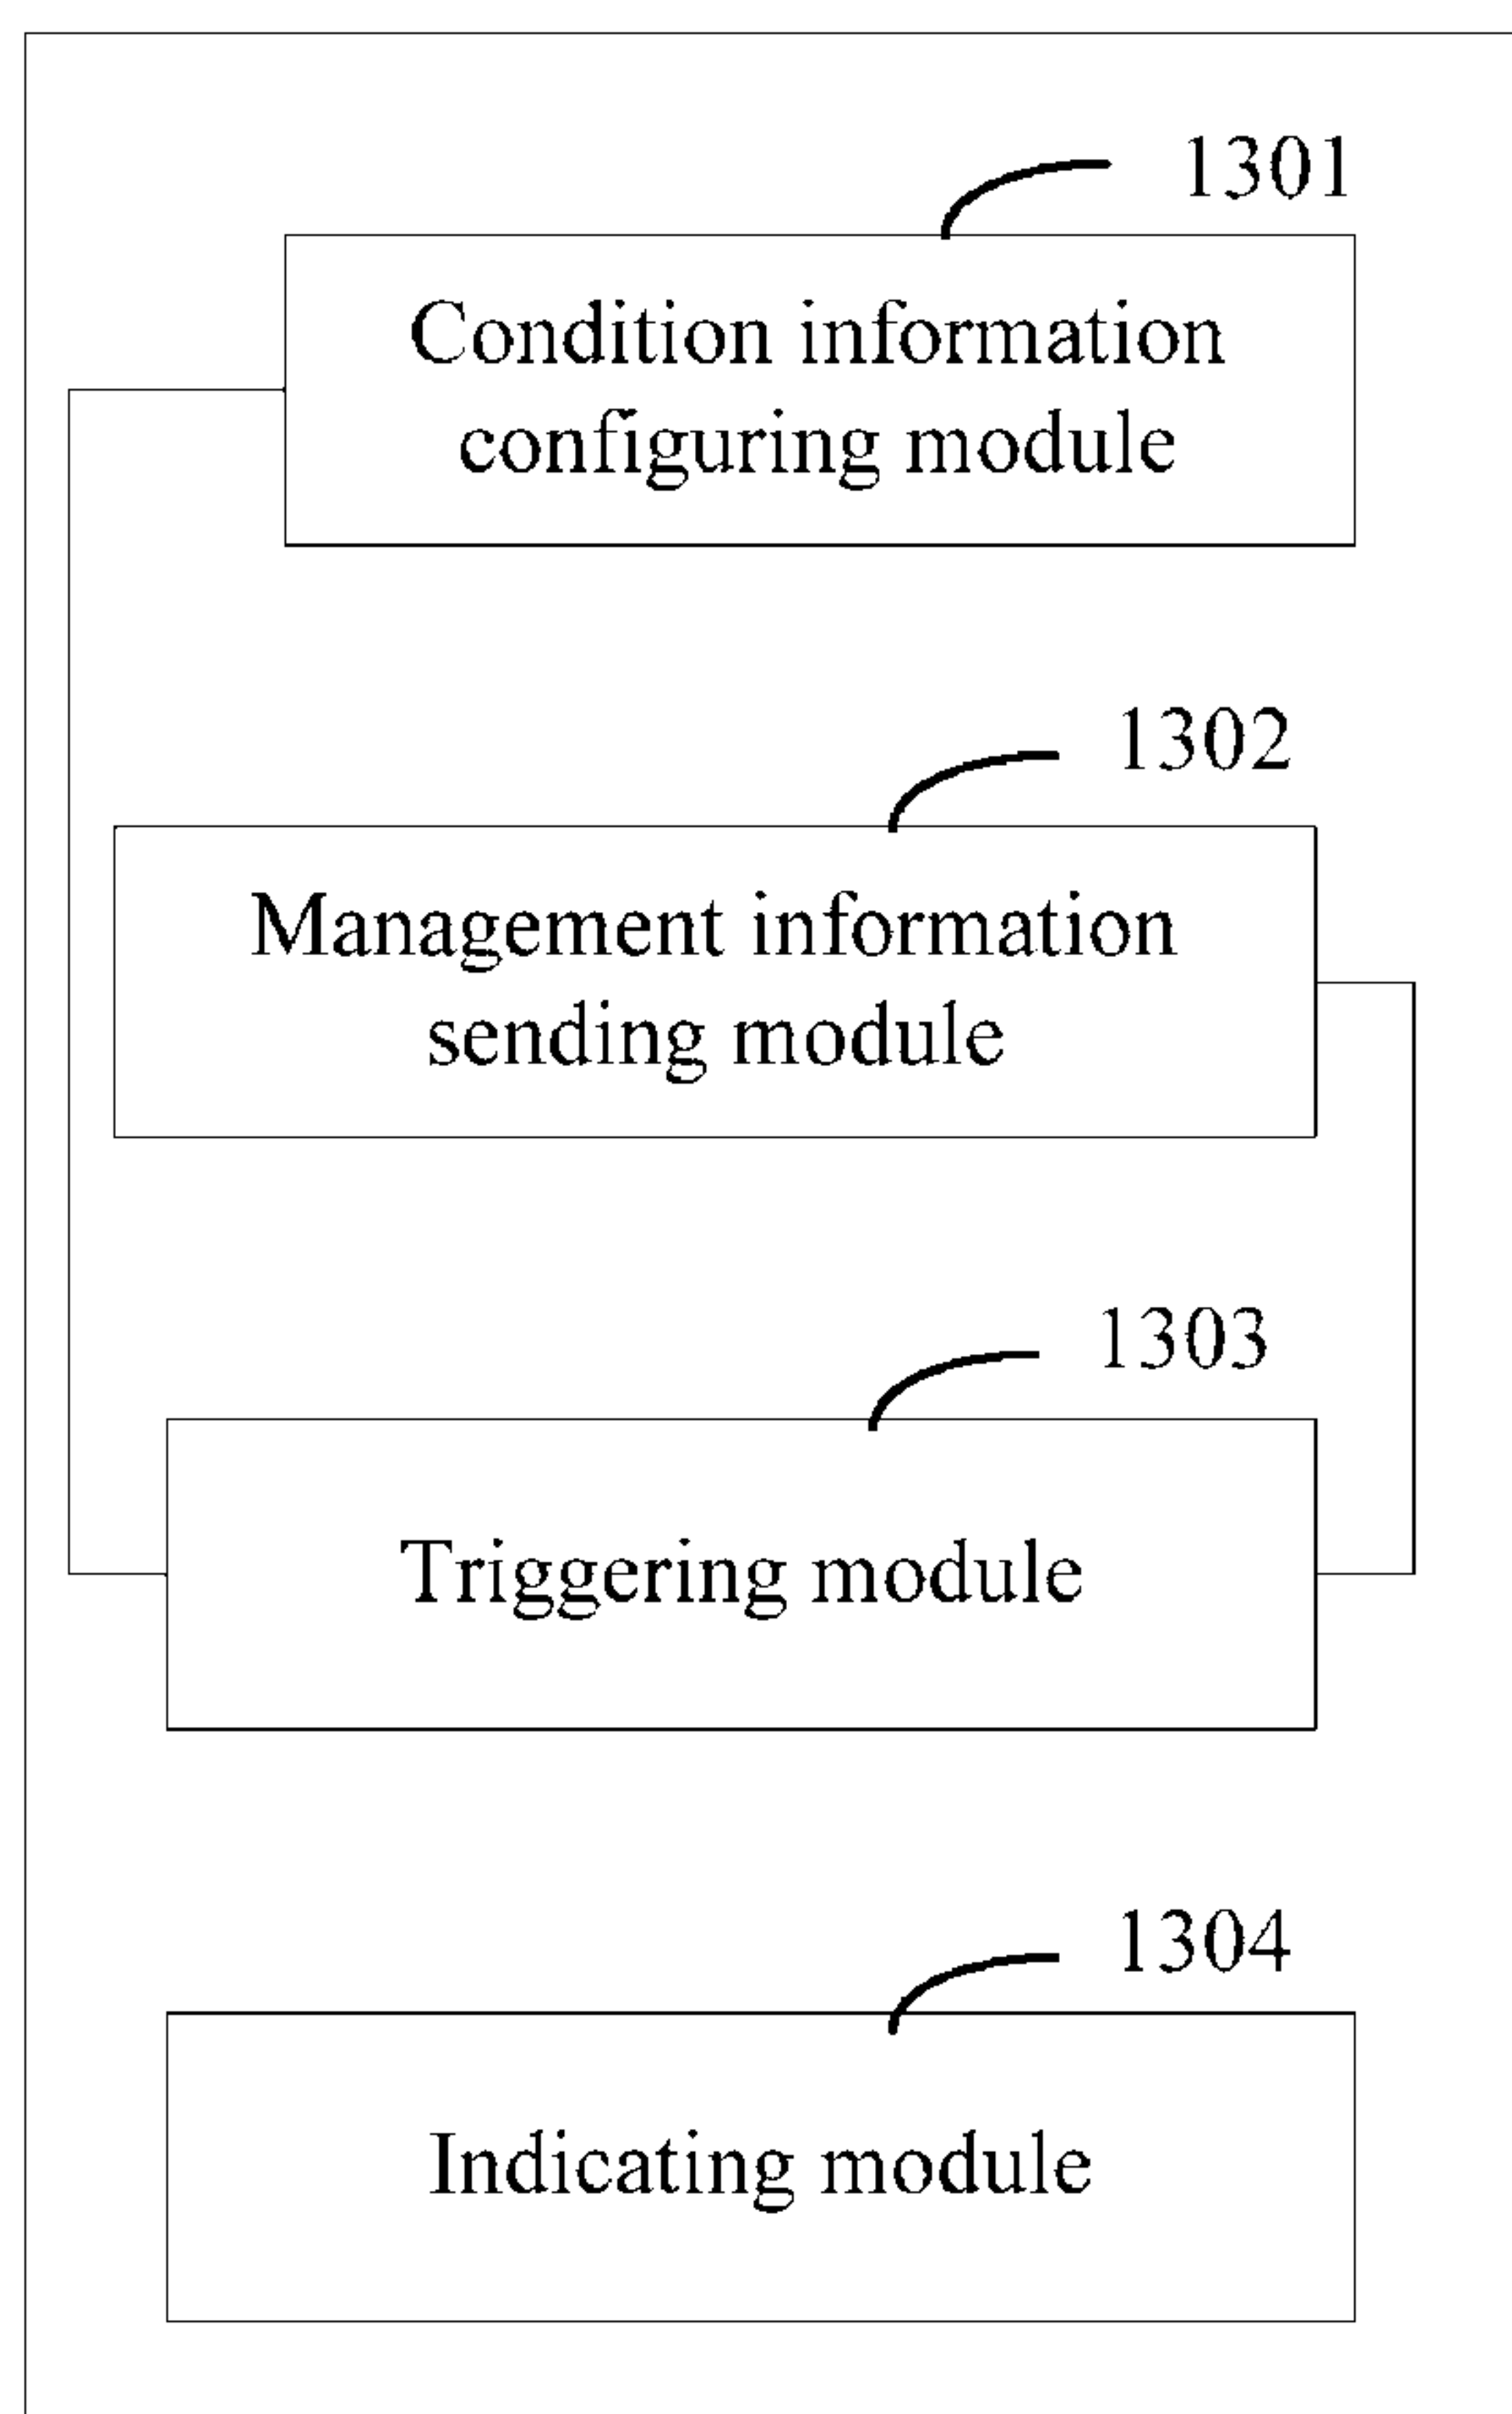 1301
Condition information
configuring module
1302
Management information
sending module
1303
Triggering module
1304
Indicating module